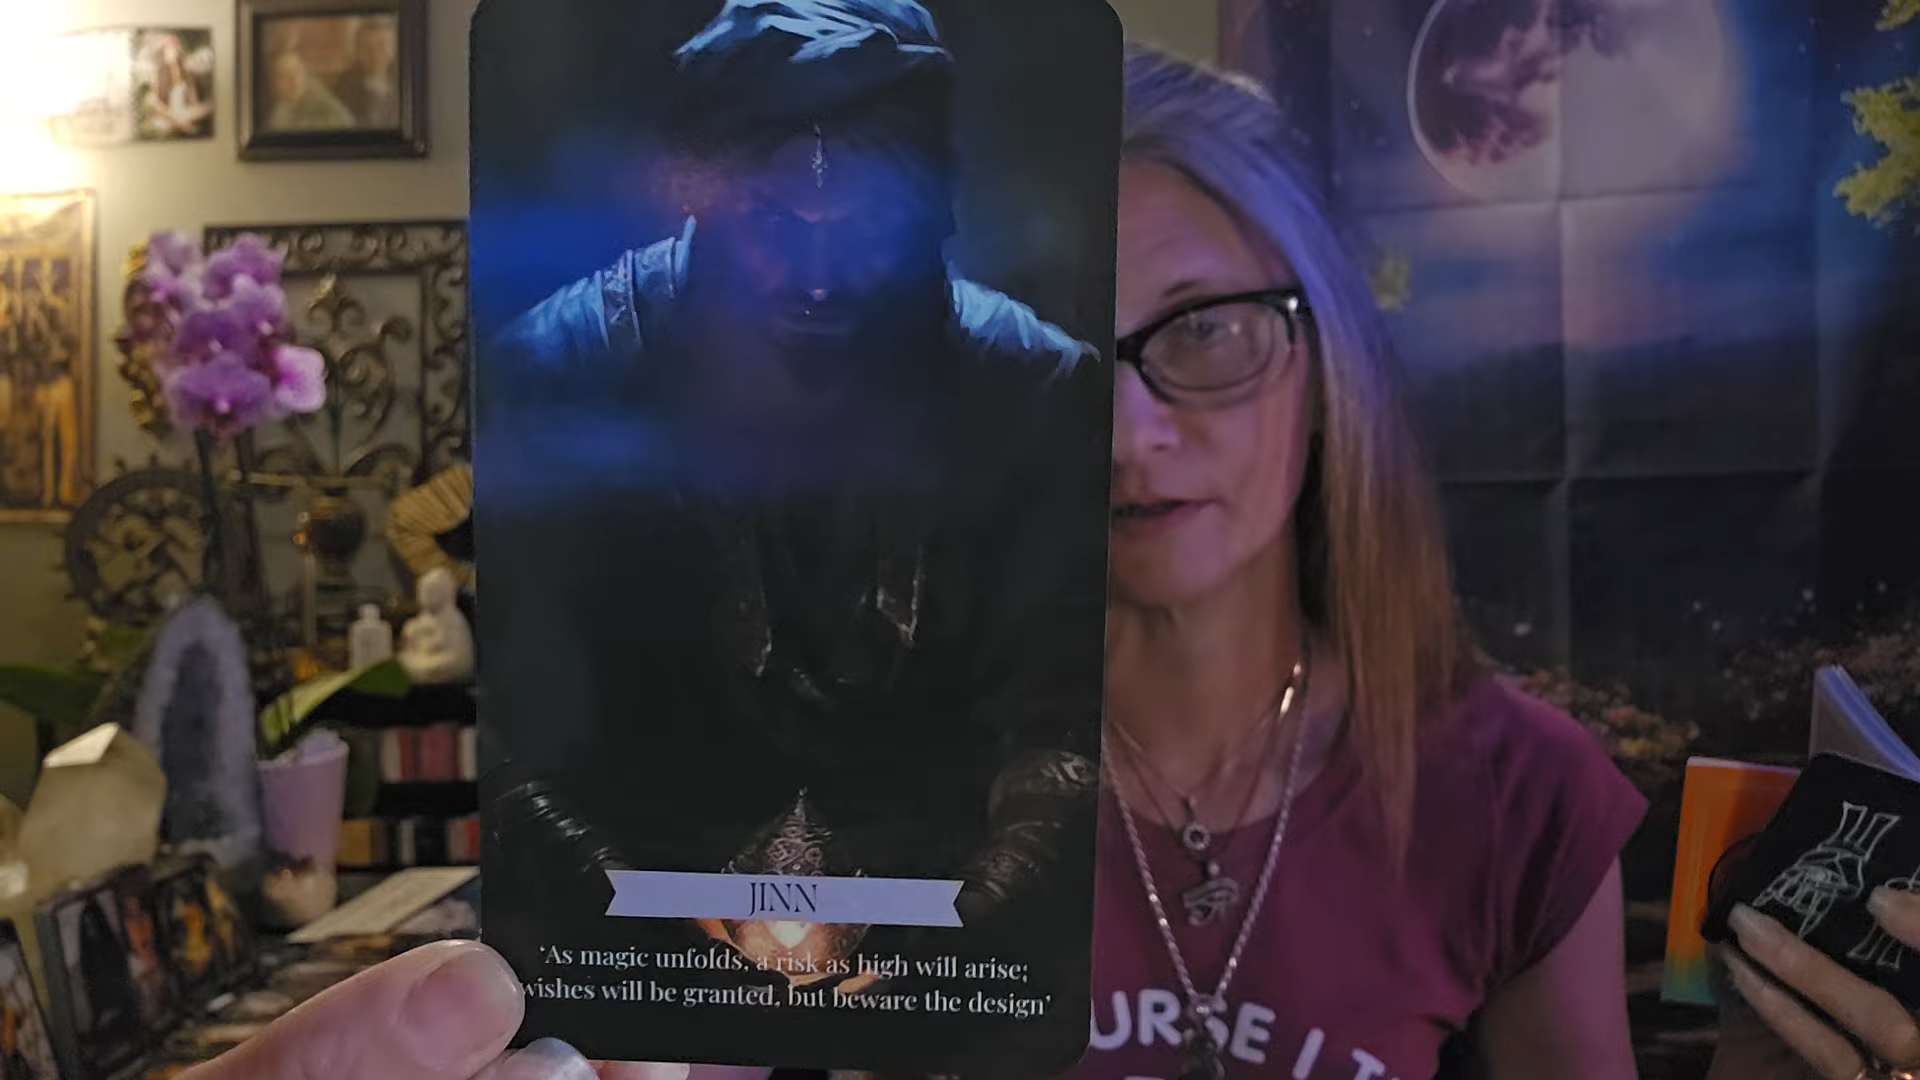 JINN
'As magic unfolds, a risk as high will arise;
wishes will be granted, but beware the design'
URSE I T